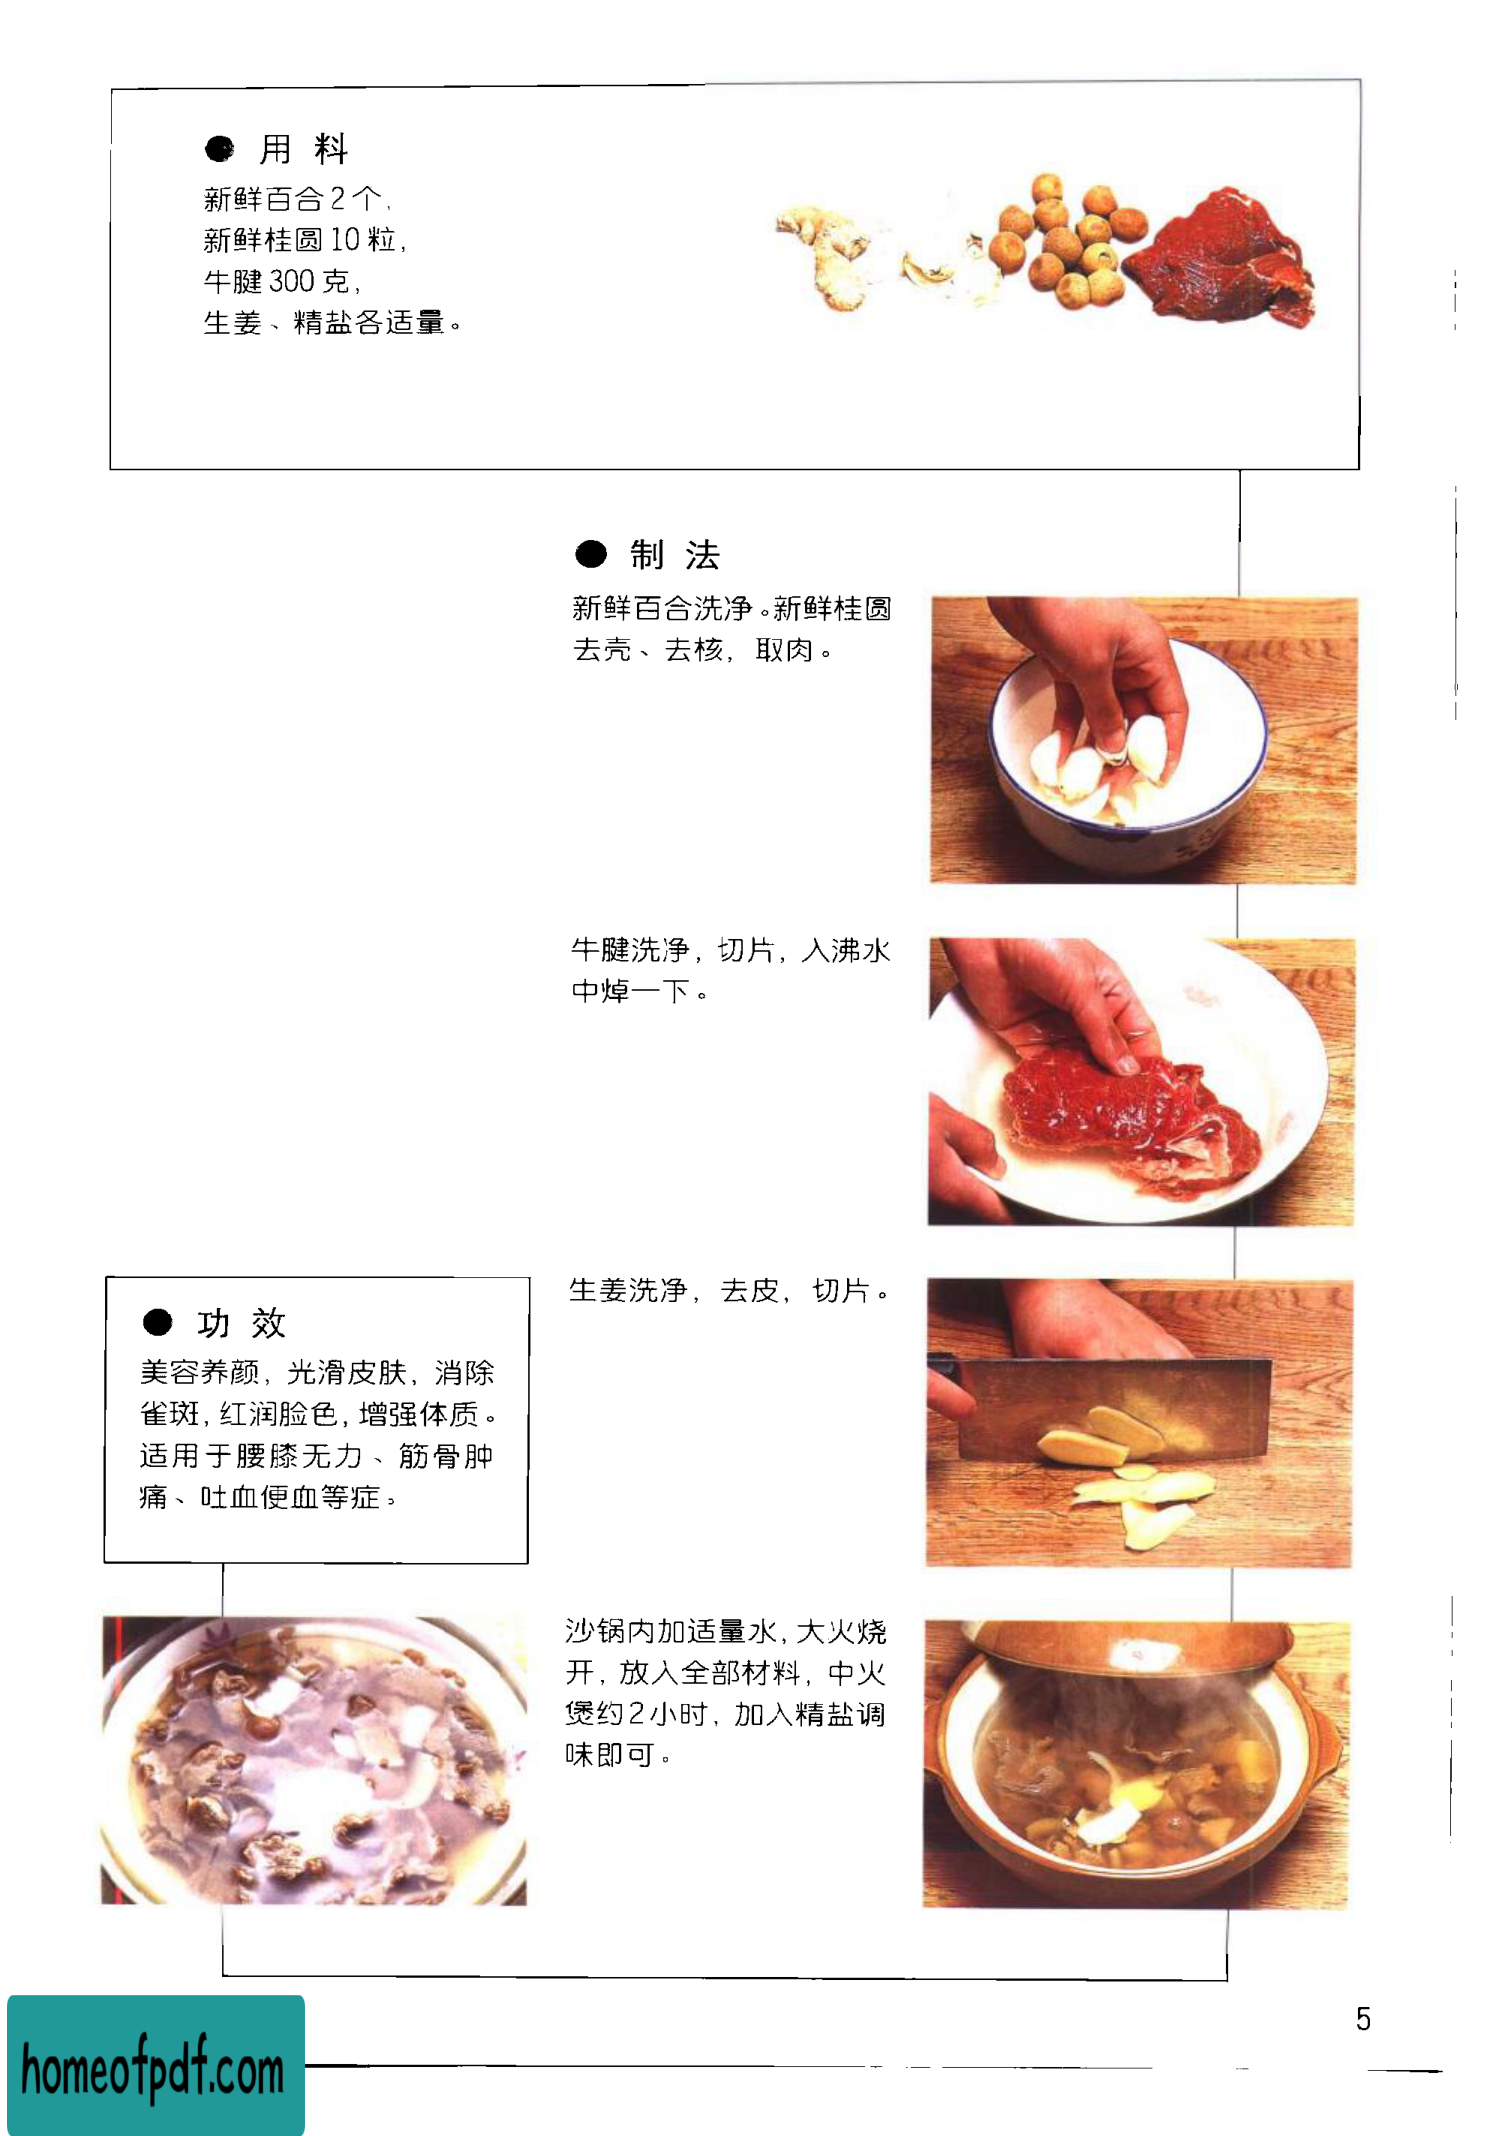 ● 用 料
新鲜百合2个，
新鲜桂圆10粒，
牛腱300克，
生姜、精盐各适量。
● 制 法
新鲜百合洗净。新鲜桂圆
去壳、去核，取肉。
牛腱洗净，切片，入沸水
中焯一下。
生姜洗净，去皮，切片。
沙锅内加适量水，大火烧
开，放入全部材料，中火
煲约2小时，加入精盐调
味即可。
● 功 效
美容养颜，光滑皮肤，消除
雀斑，红润脸色，增强体质。
适用于腰膝无力、筋骨肿
痛、吐血便血等症。
5
homeofpdf.com